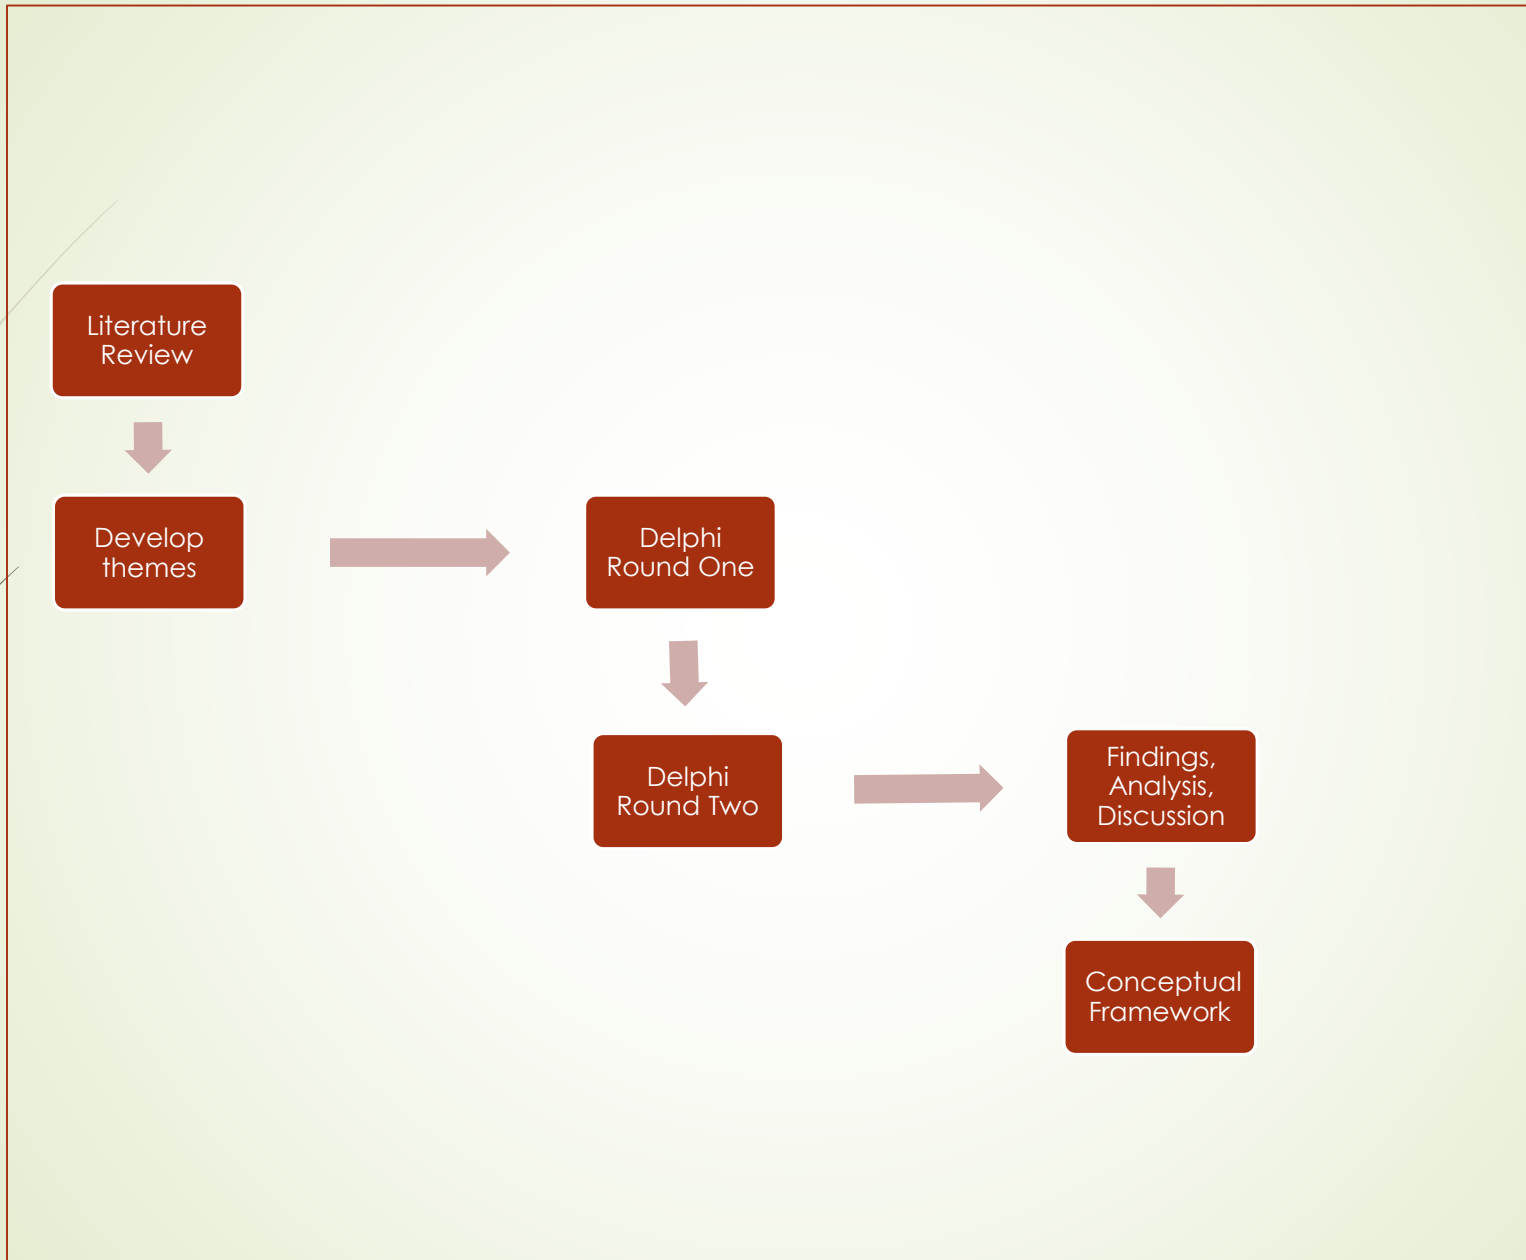 Literature
Review
Develop
themes
Delphi
Round One
Delphi
Round Two
Findings,
Analysis,
Discussion
Conceptual
Framework